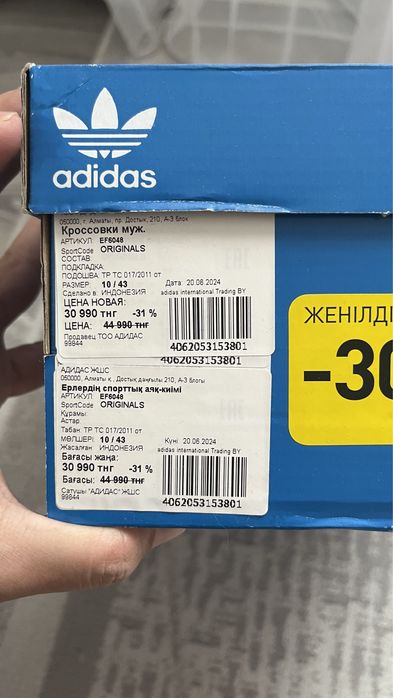 adidas
050000, г. Алматы, пр. Достык, 210, А-3 блок
Кроссовки муж.
АРТИКУЛ: EF6048
SportCode ORIGINALS
СОСТАВ:
ПОДКЛАДКА:
ПОДОШВА: ТР ТС 017/2011 от
РАЗМЕР 10 / 43 Дата: 20.08.2024
Сделано в: ИНДОНЕЗИЯ adidas International Trading BV
ЦЕНА НОВАЯ:
30 990 тнг -31 %
ЦЕНА: 44 990 тнг
Продавец ТОО АДИДАС
99844
4062053153801
4062053153801
АДИДАС ЖШС
050000, Алматы қ., Достық даңғылы 210, А-3 блогы
Ерлердің спорттық аяқ-киімі
АРТИКУЛ: EF6048
SportCode ORIGINALS
Құрамы:
Астар:
Табан: ТР ТС 017/2011 от
МӨЛШЕРІ 10 / 43 Күні: 20.08.2024
Жасалған ИНДОНЕЗИЯ adidas International Trading BV
Бағасы жаңа:
30 990 тнг -31 %
Бағасы: 44 990 тнг
Сатушы "АДИДАС" ЖШС
99844
4062053153801
ЖЕҢІЛДІ
-30